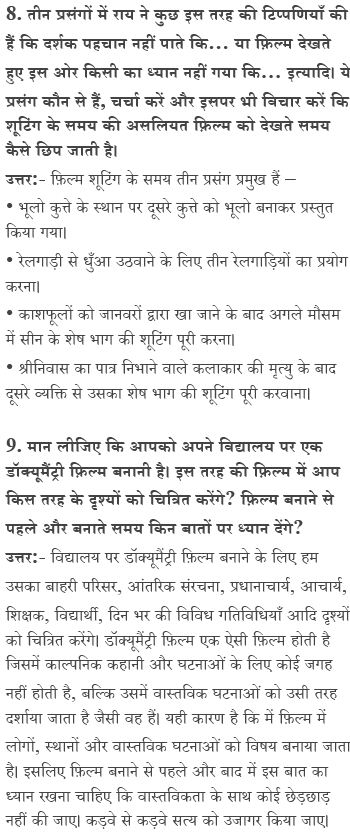 8. तीन प्रसंगों में राय ने कुछ इस तरह की टिप्पणियाँ की
हैं कि दर्शक पहचान नहीं पाते कि... या फ़िल्म देखते
हुए इस ओर किसी का ध्यान नहीं गया कि... इत्यादि। ये
प्रसंग कौन से हैं, चर्चा करें और इसपर भी विचार करें कि
शूटिंग के समय की असलियत फ़िल्म को देखते समय
कैसे छिप जाती है।
उत्तर:- फ़िल्म शूटिंग के समय तीन प्रसंग प्रमुख हैं –
• भूलो कुत्ते के स्थान पर दूसरे कुत्ते को भूलो बनाकर प्रस्तुत
किया गया।
• रेलगाड़ी से धुँआ उठवाने के लिए तीन रेलगाड़ियों का प्रयोग
करना।
• काशफूलों को जानवरों द्वारा खा जाने के बाद अगले मौसम
में सीन के शेष भाग की शूटिंग पूरी करना।
• श्रीनिवास का पात्र निभाने वाले कलाकार की मृत्यु के बाद
दूसरे व्यक्ति से उसका शेष भाग की शूटिंग पूरी करवाना।
9. मान लीजिए कि आपको अपने विद्यालय पर एक
डॉक्यूमैंट्री फ़िल्म बनानी है। इस तरह की फ़िल्म में आप
किस तरह के दृश्यों को चित्रित करेंगे? फ़िल्म बनाने से
पहले और बनाते समय किन बातों पर ध्यान देंगे?
उत्तर:- विद्यालय पर डॉक्यूमैंट्री फ़िल्म बनाने के लिए हम
उसका बाहरी परिसर, आंतरिक संरचना, प्रधानाचार्य, आचार्य,
शिक्षक, विद्यार्थी, दिन भर की विविध गतिविधियाँ आदि दृश्यों
को चित्रित करेंगे। डॉक्यूमैंट्री फ़िल्म एक ऐसी फ़िल्म होती है
जिसमें काल्पनिक कहानी और घटनाओं के लिए कोई जगह
नहीं होती है, बल्कि उसमें वास्तविक घटनाओं को उसी तरह
दर्शाया जाता है जैसी वह हैं। यही कारण है कि में फ़िल्म में
लोगों, स्थानों और वास्तविक घटनाओं को विषय बनाया जाता
है। इसलिए फ़िल्म बनाने से पहले और बाद में इस बात का
ध्यान रखना चाहिए कि वास्तविकता के साथ कोई छेड़छाड़
नहीं की जाए। कड़वे से कड़वे सत्य को उजागर किया जाए।